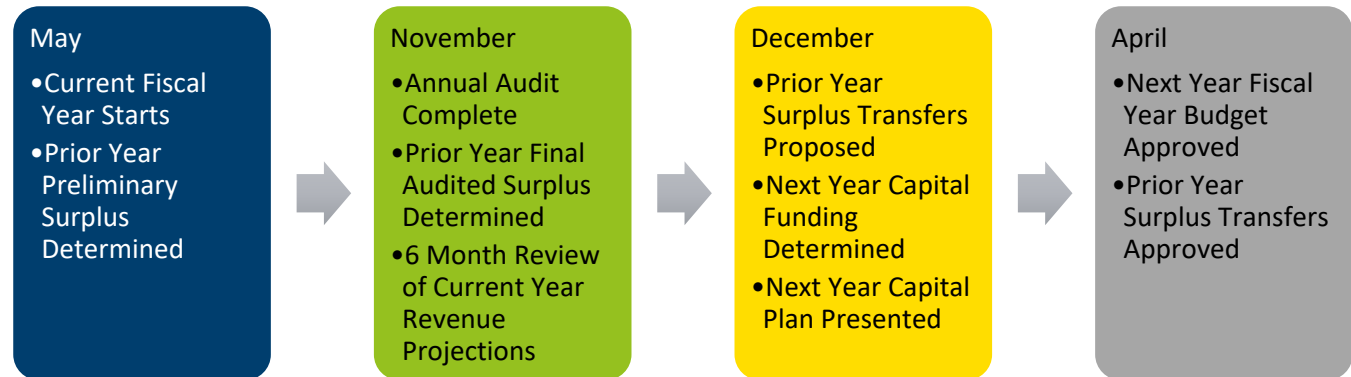 May
•Current Fiscal
Year Starts
•Prior Year
Preliminary
Surplus
Determined
November
•Annual Audit
Complete
•Prior Year Final
Audited Surplus
Determined
•6 Month Review
of Current Year
Revenue
Projections
December
•Prior Year
Surplus Transfers
Proposed
•Next Year Capital
Funding
Determined
•Next Year Capital
Plan Presented
April
•Next Year Fiscal
Year Budget
Approved
•Prior Year
Surplus Transfers
Approved